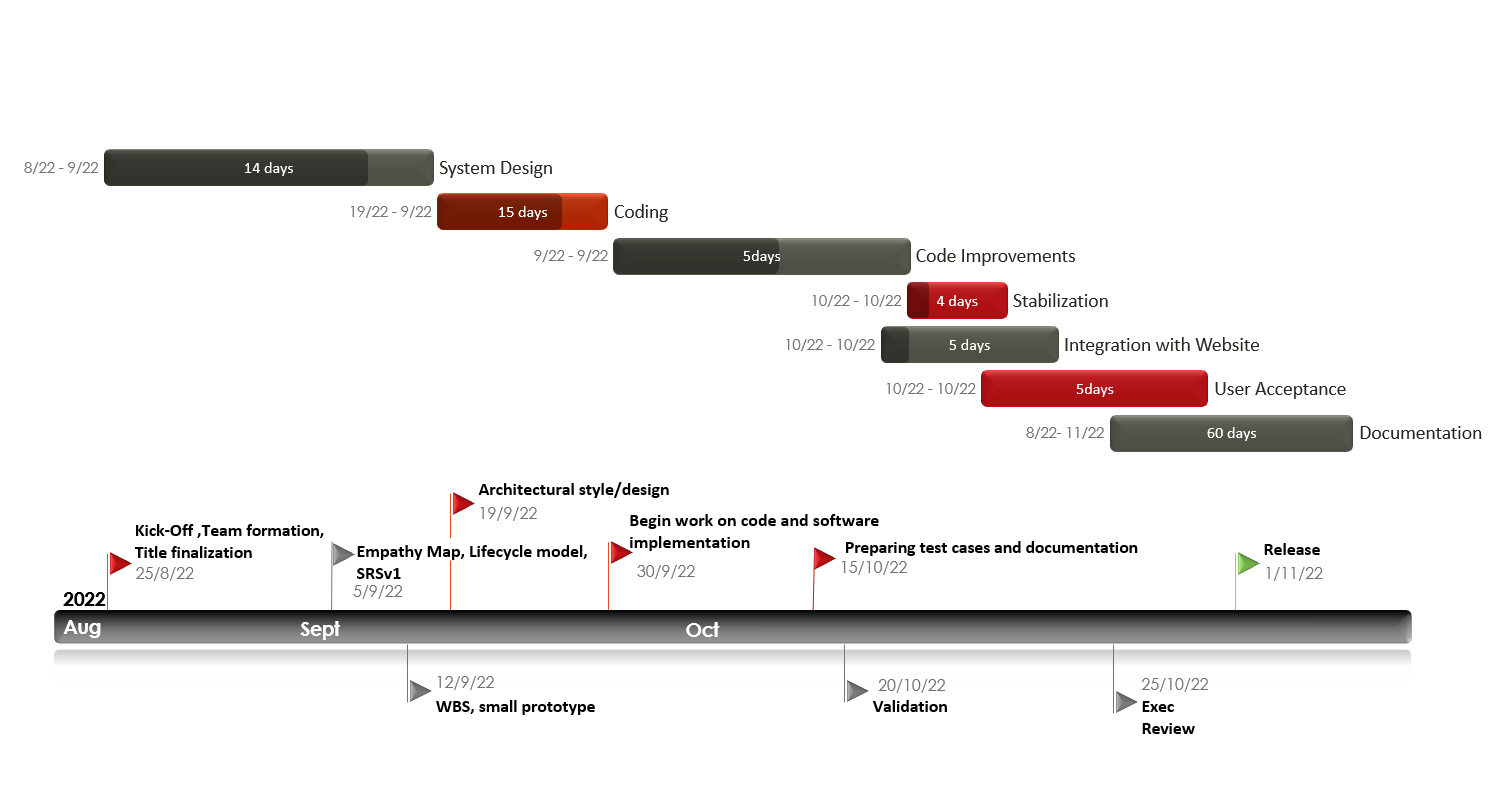 8/22 - 9/22 14 days System Design
19/22 - 9/22 15 days Coding
9/22 - 9/22 5days Code Improvements
10/22 - 10/22 4 days Stabilization
10/22 - 10/22 5 days Integration with Website
10/22 - 10/22 5days User Acceptance
8/22- 11/22 60 days Documentation
Architectural style/design
19/9/22
Kick-Off ,Team formation,
Title finalization
25/8/22
Empathy Map, Lifecycle model,
SRSv1
5/9/22
Begin work on code and software
implementation
30/9/22
Preparing test cases and documentation
15/10/22
Release
1/11/22
2022
Aug Sept Oct
12/9/22
WBS, small prototype
20/10/22
Validation
25/10/22
Exec
Review